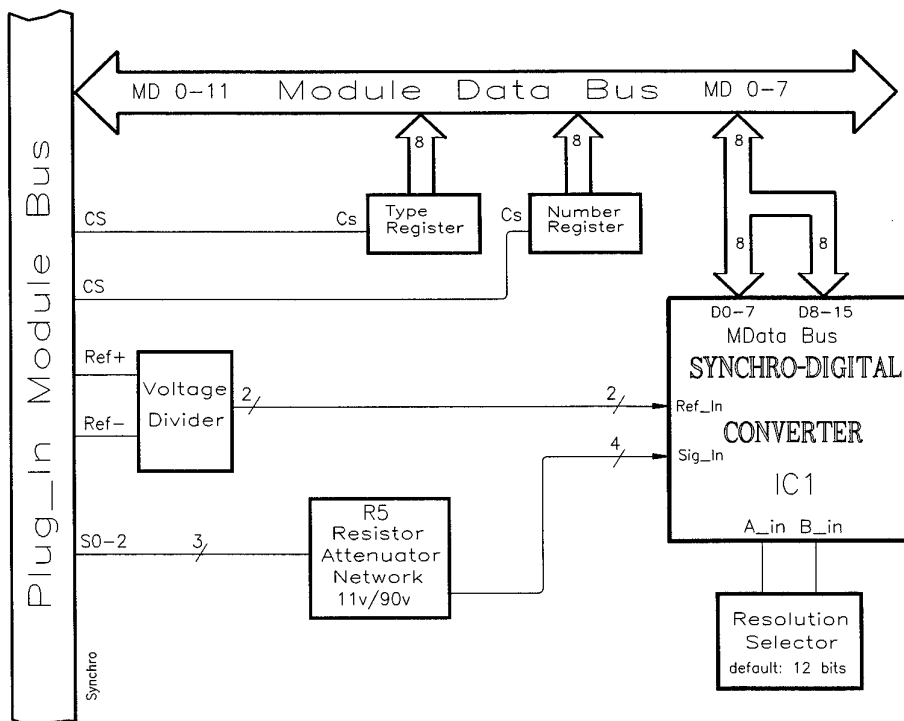 Plug_In Module Bus
MD 0-11 Module Data Bus MD 0-7
8
8
8
CS
Cs
Type
Register
Cs
Number
Register
8
8
CS
D0-7 D8-15
MData Bus
SYNCHRO-DIGITAL
CONVERTER
IC1
A_in B_in
Ref+
Ref-
Voltage
Divider
2
2
Ref_In
4
Sig_In
S0-2
3
R5
Resistor
Attenuator
Network
11v/90v
Resolution
Selector
default: 12 bits
Synchro